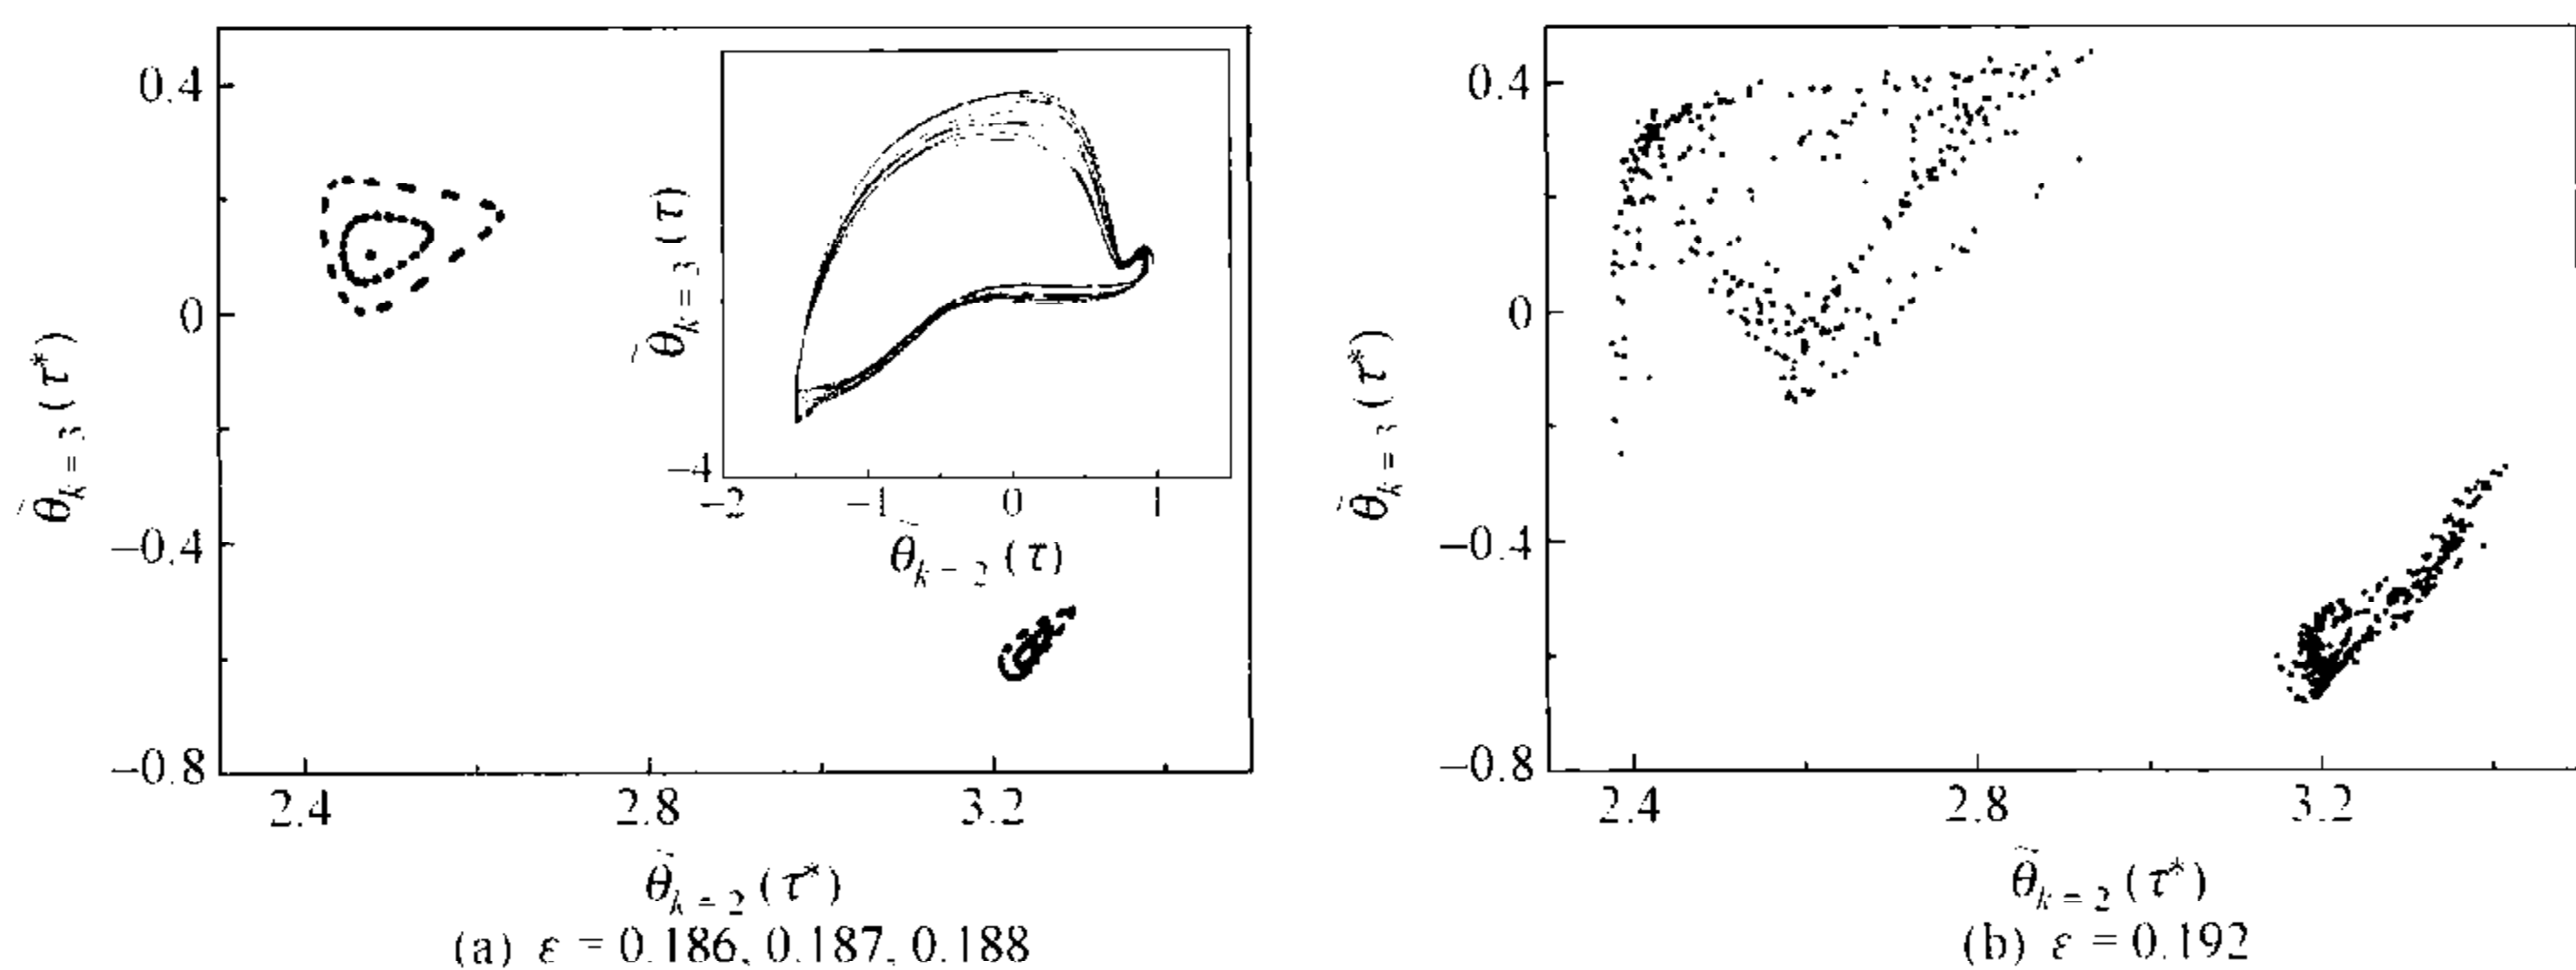 0.4
0
−0.4
−0.8
2.4
2.8
3.2
θ̃ₖ₌₃ (τ*)
θ̃ₖ₌₂ (τ*)
θ̃ₖ₌₃ (τ)
−4
−2
−1
0
1
θ̃ₖ₌₂ (τ)
(a) ε = 0.186, 0.187, 0.188
0.4
0
−0.4
−0.8
2.4
2.8
3.2
θ̃ₖ₌₃ (τ*)
θ̃ₖ₌₂ (τ*)
(b) ε = 0.192